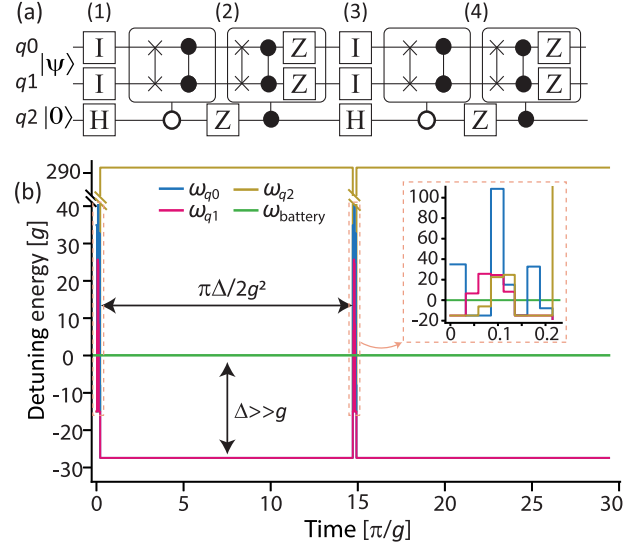 (a) (1) (2) (3) (4)
q0 I Z I Z
|ψ⟩
q1 I Z I Z
q2 |0⟩ H Z H Z
(b)
Detuning energy [g]
290
40
30
20
10
0
-10
-20
-30
ωq0 ωq2
ωq1 ωbattery
πΔ/2g²
Δ>>g
100
80
60
40
20
0
-20
0 0.1 0.2
0 5 10 15 20 25 30
Time [π/g]